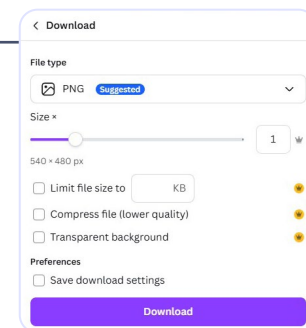 Download
File type
PNG Suggested
Size ×
1
540 × 480 px
Limit file size to KB
Compress file (lower quality)
Transparent background
Preferences
Save download settings
Download